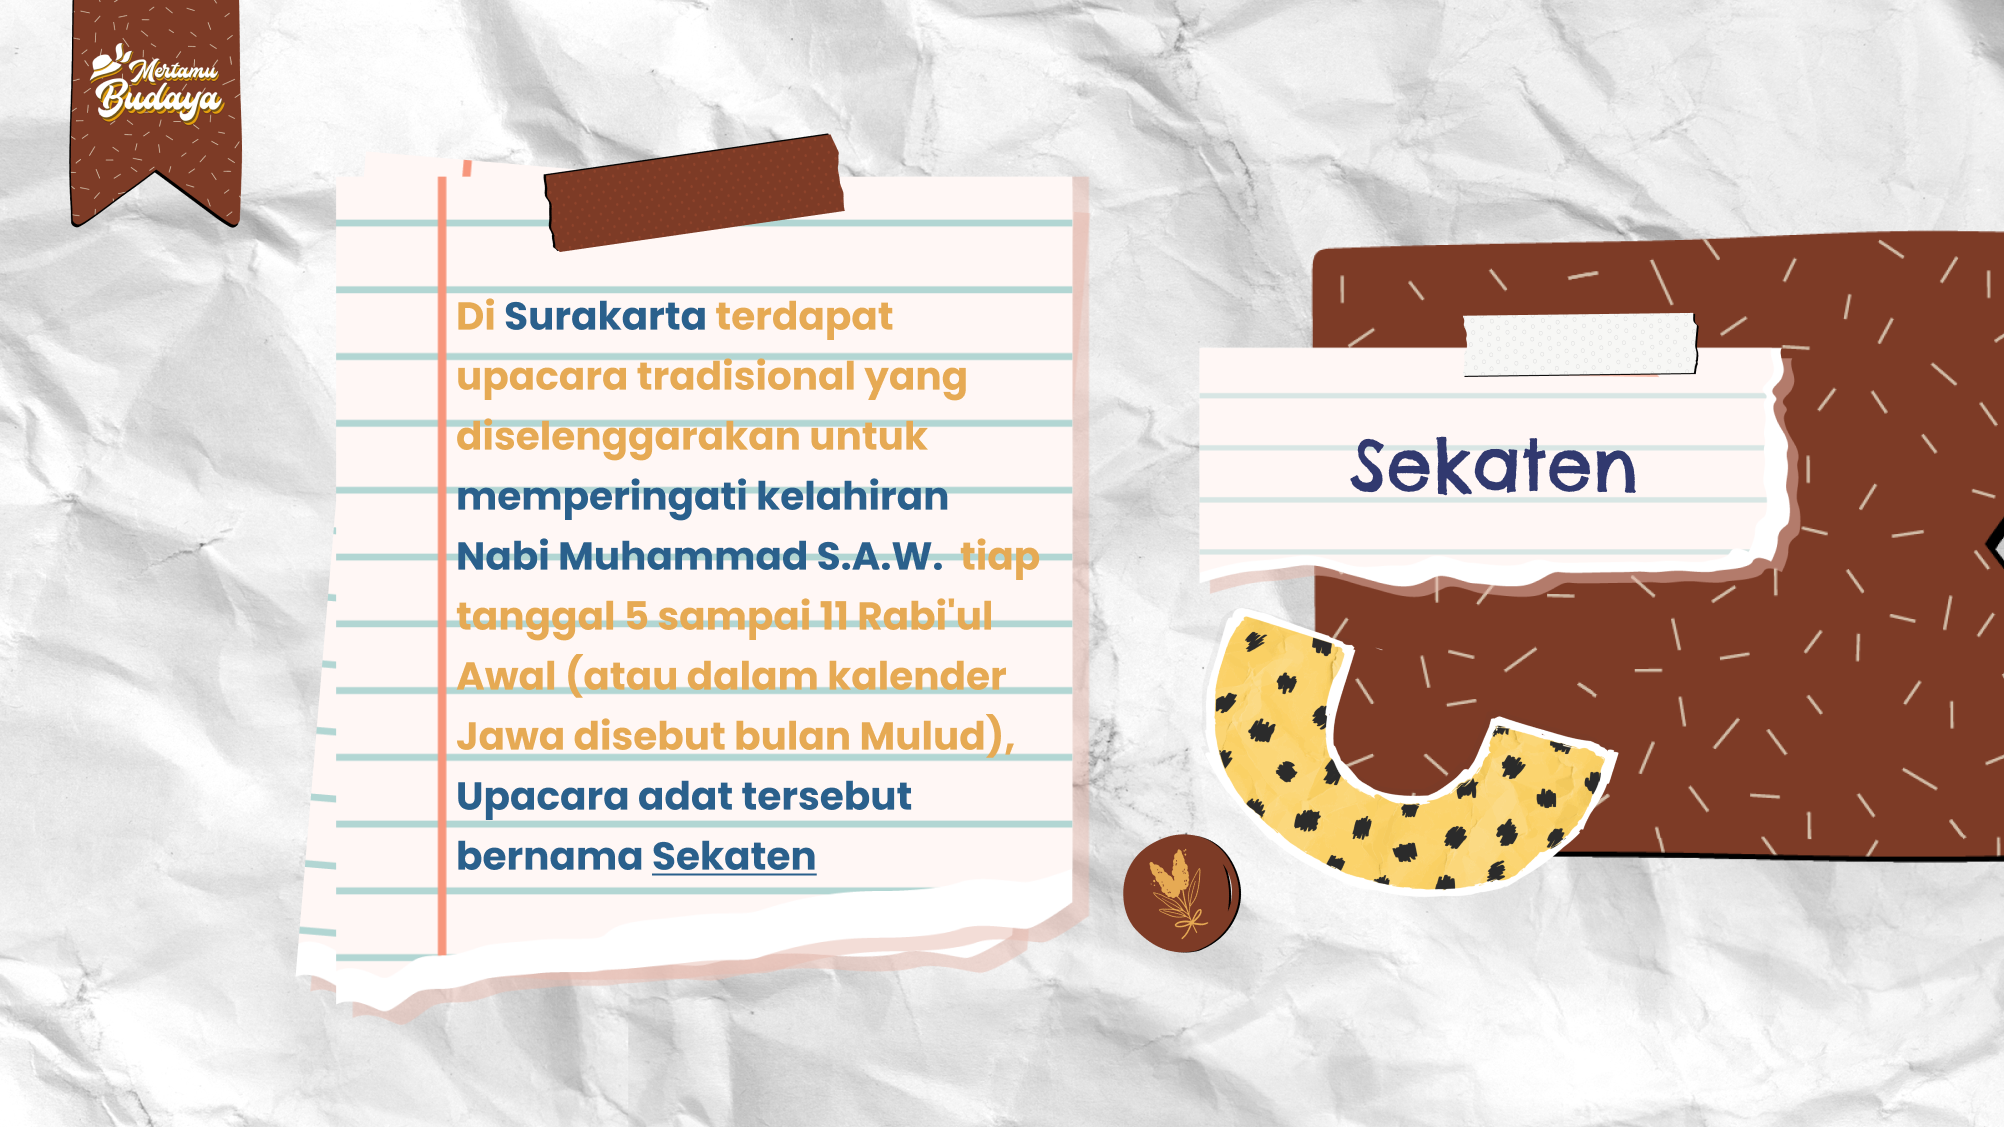 Mertamu
Budaya
Di Surakarta terdapat
upacara tradisional yang
diselenggarakan untuk
memperingati kelahiran
Nabi Muhammad S.A.W. tiap
tanggal 5 sampai 11 Rabi'ul
Awal (atau dalam kalender
Jawa disebut bulan Mulud),
Upacara adat tersebut
bernama Sekaten
Sekaten